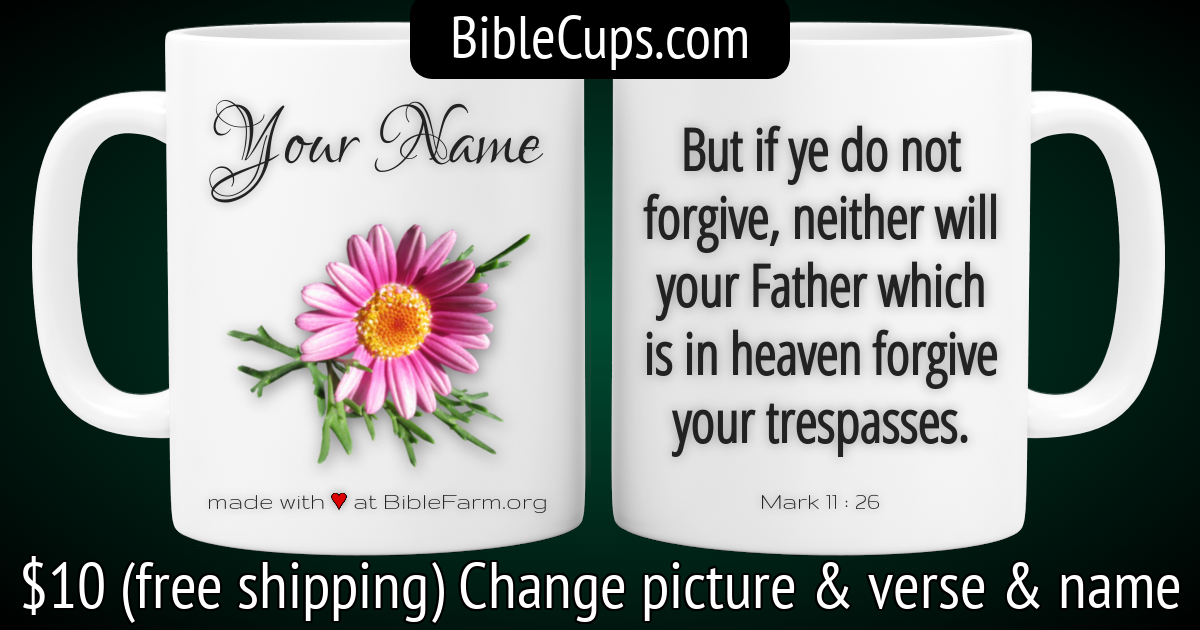 BibleCups.com
Your Name
made with ♥ at BibleFarm.org
But if ye do not
forgive, neither will
your Father which
is in heaven forgive
your trespasses.
Mark 11 : 26
$10 (free shipping) Change picture & verse & name